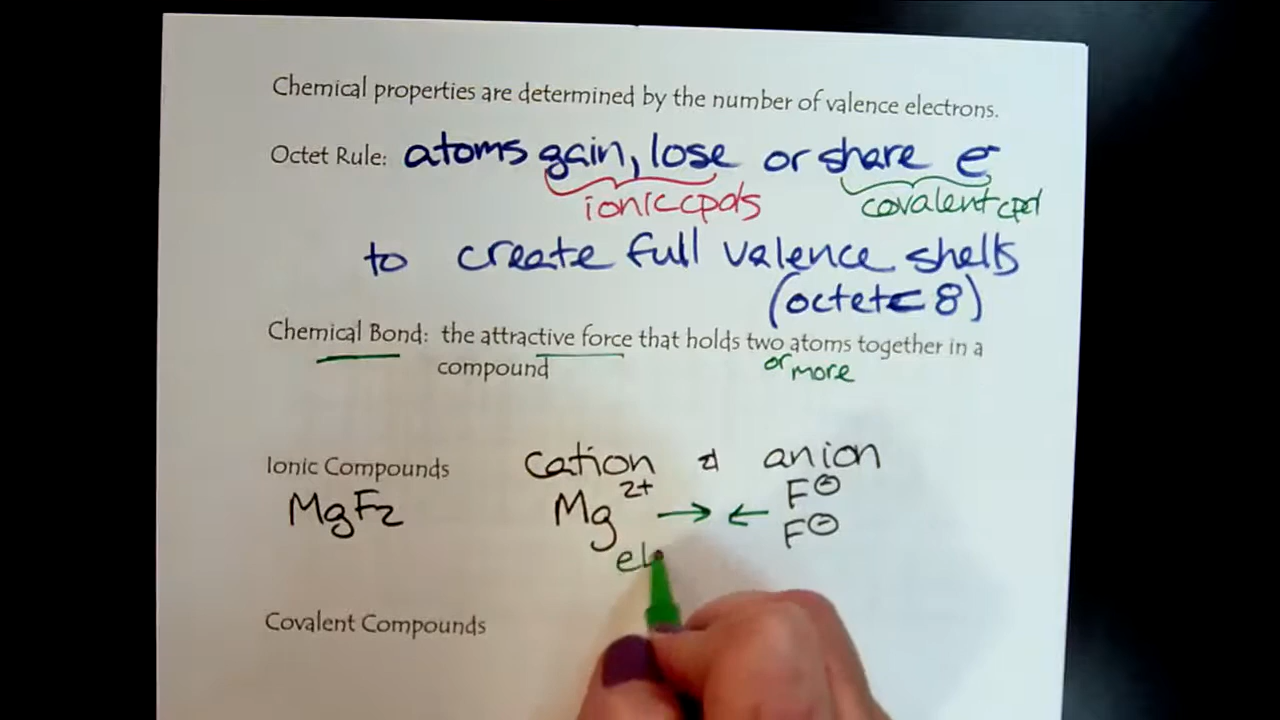 Chemical properties are determined by the number of valence electrons.
Octet Rule: atoms gain, lose or share e⁻
ionic cpds covalent cpd
to create full valence shells
(octet = 8)
Chemical Bond: the attractive force that holds two atoms together in a
or more
compound
Ionic Compounds cation & anion
MgF₂ Mg²⁺ → ← F⊖
F⊖
el
Covalent Compounds